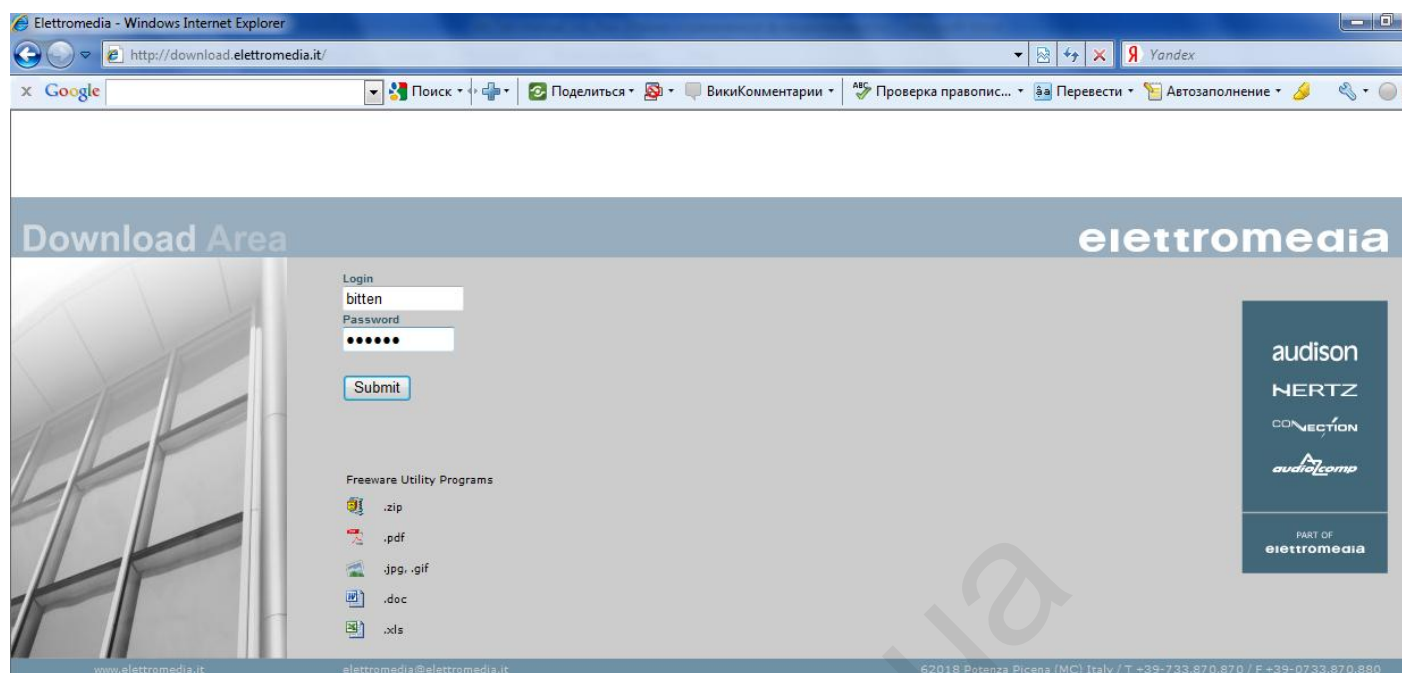 Elettromedia - Windows Internet Explorer
http://download.elettromedia.it/
Yandex
x Google Поиск Поделиться ВикиКомментарии Проверка правопис... Перевести Автозаполнение
Download Area elettromedia
Login
bitten
Password
••••••
Submit
audison
HERTZ
CONNECTION
audiocomp
PART OF
elettromedia
Freeware Utility Programs
.zip
.pdf
.jpg, .gif
.doc
.xls
www.elettromedia.it elettromedia@elettromedia.it 62018 Potenza Picena (MC) Italy / T +39-733.870.870 / F +39-0733.870.880